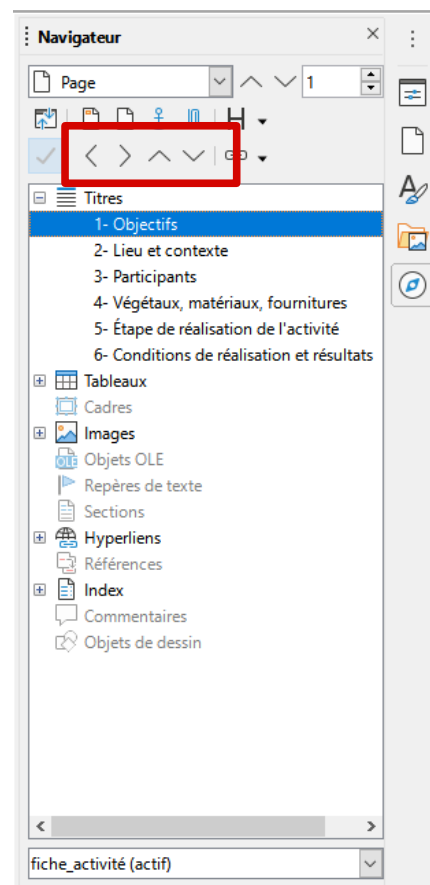 Navigateur
Page 1
Titres
1- Objectifs
2- Lieu et contexte
3- Participants
4- Végétaux, matériaux, fournitures
5- Étape de réalisation de l'activité
6- Conditions de réalisation et résultats
Tableaux
Cadres
Images
OLE Objets OLE
Repères de texte
Sections
Hyperliens
Références
Index
Commentaires
Objets de dessin
fiche_activité (actif)